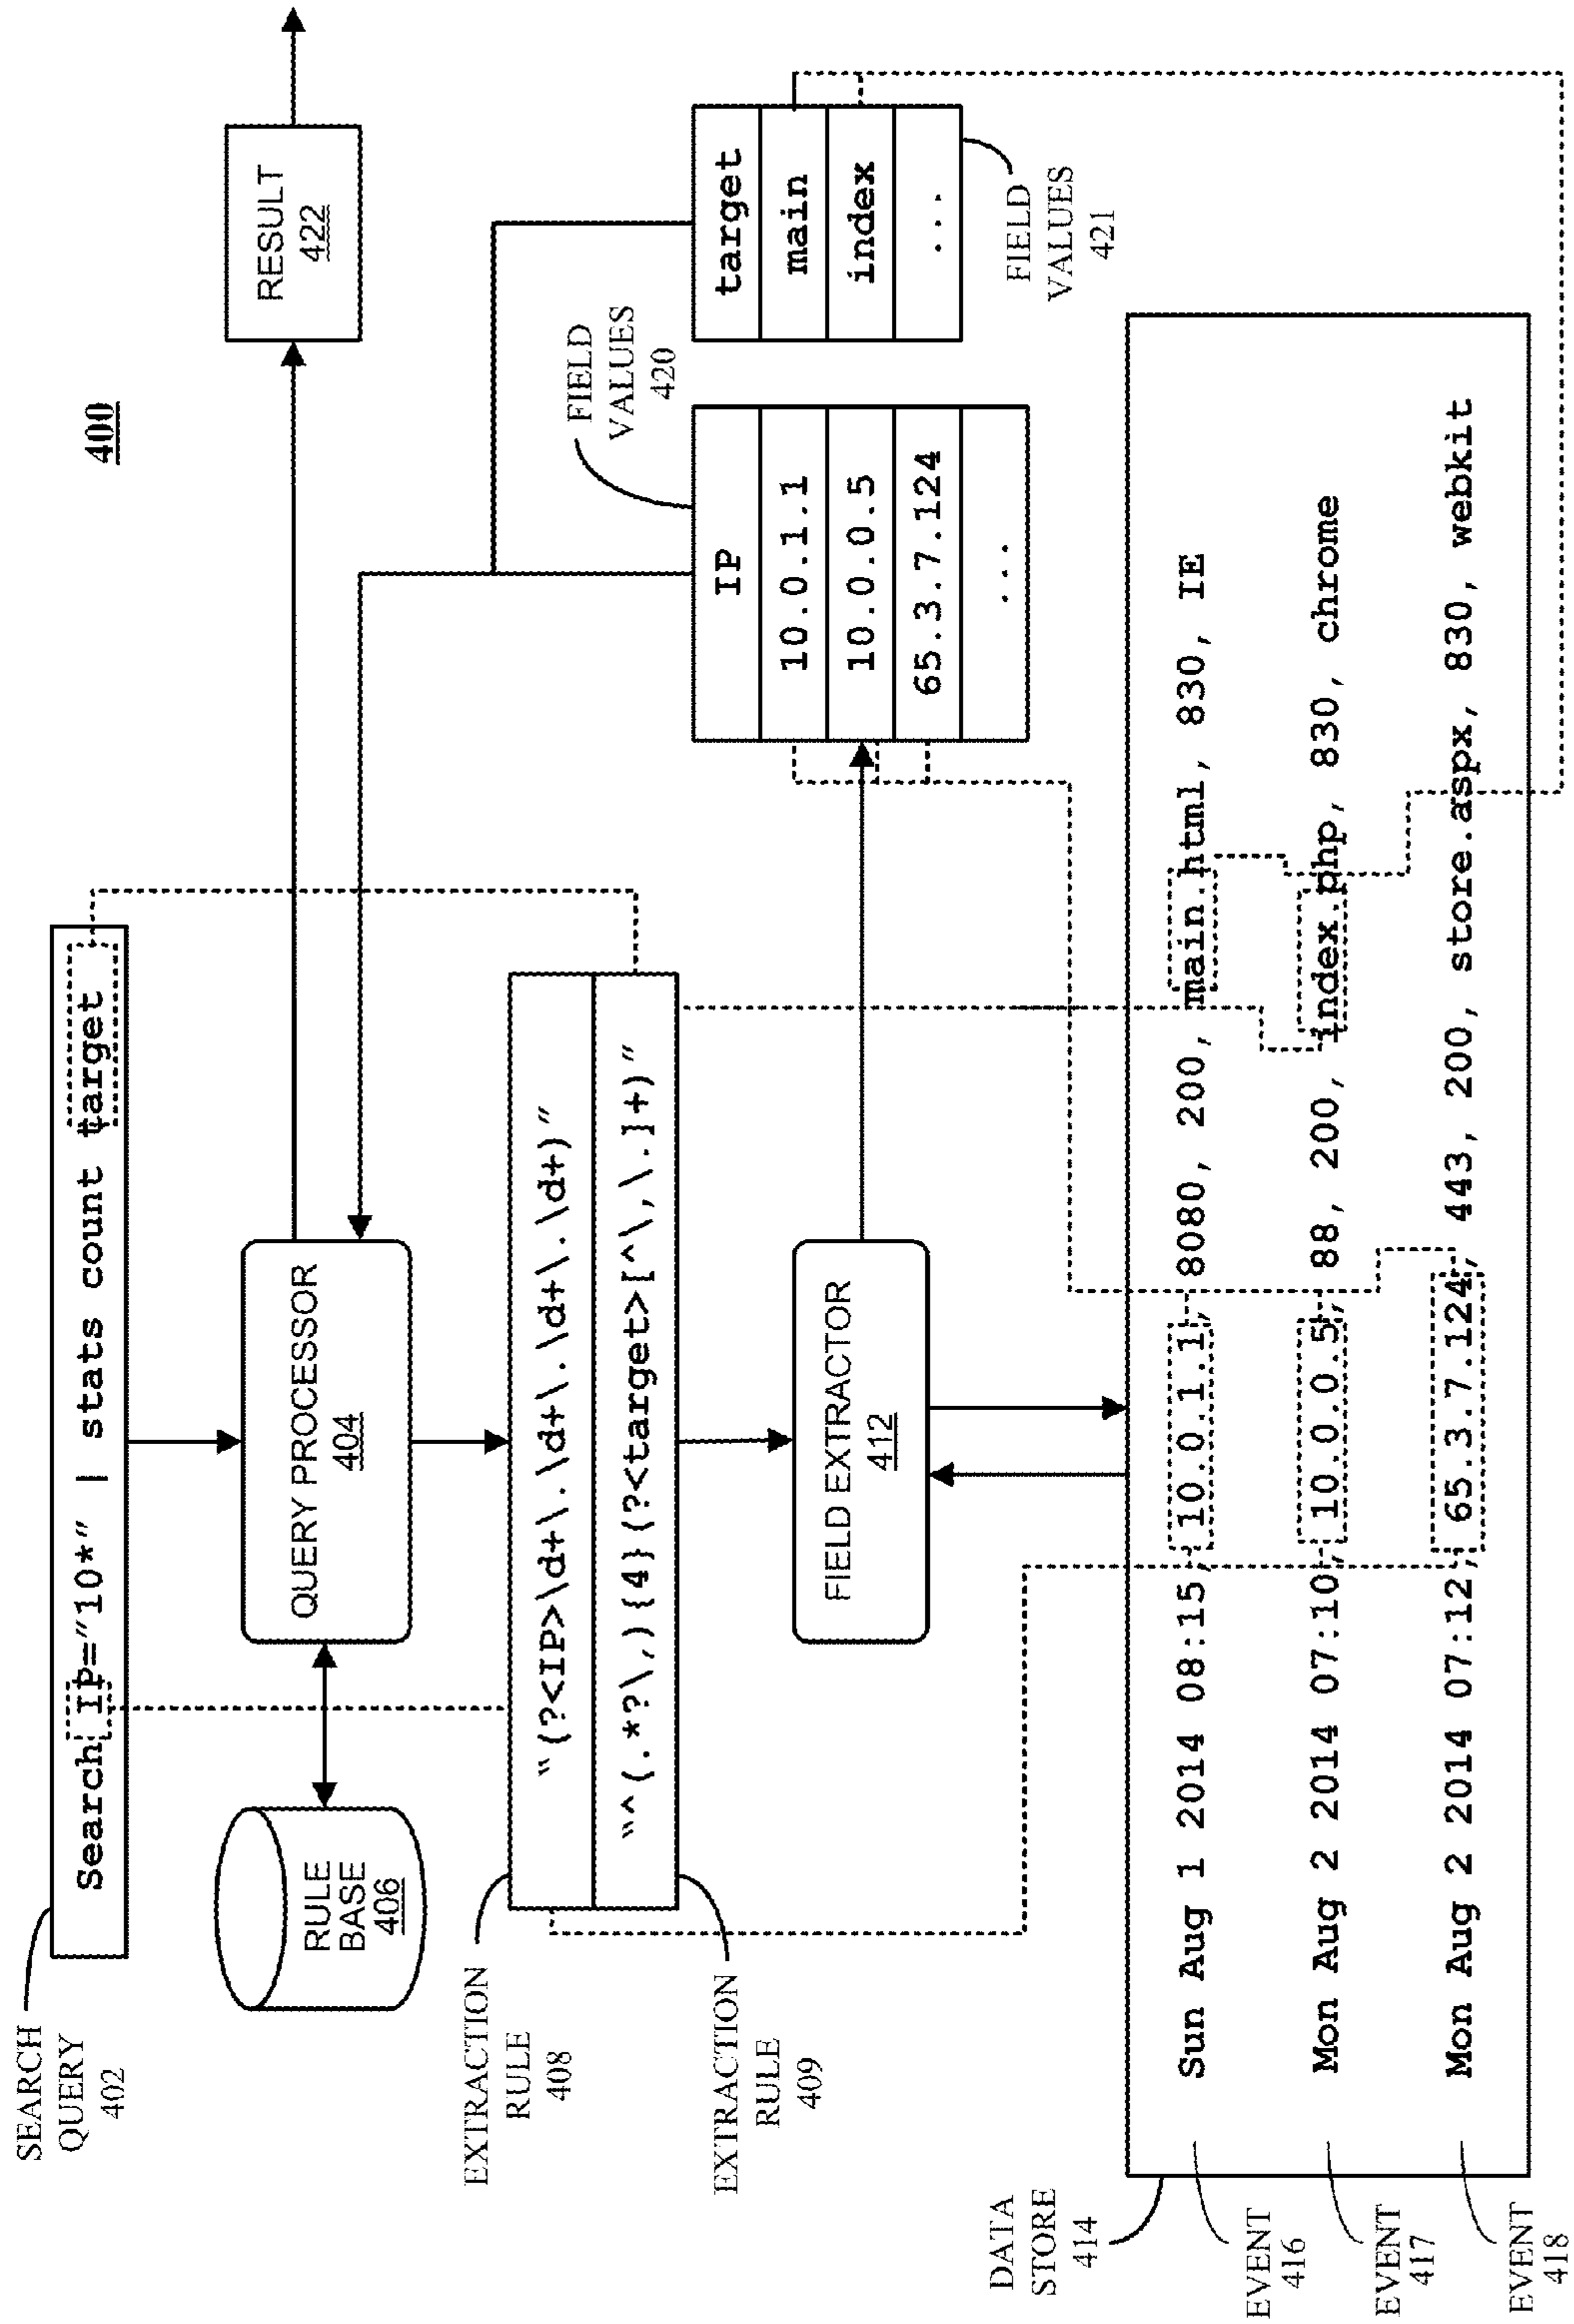 400
SEARCH
QUERY
402
Search IP="10*" | stats count target
RULE
BASE
406
QUERY PROCESSOR
404
RESULT
422
EXTRACTION
RULE
408
"(?<IP>\d+\.\d+\.\d+\.\d+)"
"^(.*?\,){4}(?<target>[^\,\.]+)"
EXTRACTION
RULE
409
FIELD EXTRACTOR
412
FIELD
VALUES
420
IP
10.0.1.1
10.0.0.5
65.3.7.124
...
target
main
index
...
FIELD
VALUES
421
DATA
STORE
414
EVENT
416
Sun Aug 1 2014 08:15, 10.0.1.1, 8080, 200, main.html, 830, IE
EVENT
417
Mon Aug 2 2014 07:10, 10.0.0.5, 88, 200, index.php, 830, chrome
EVENT
418
Mon Aug 2 2014 07:12, 65.3.7.124, 443, 200, store.aspx, 830, webkit